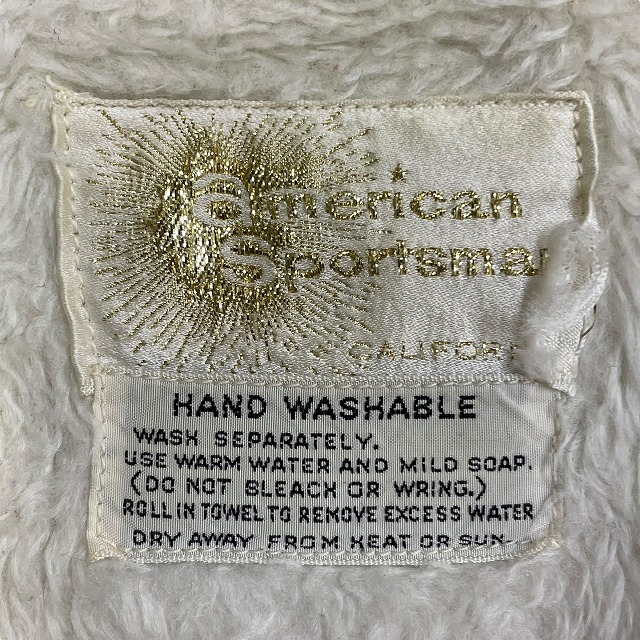 american
Sportsma
CALIFOR
HAND WASHABLE
WASH SEPARATELY.
USE WARM WATER AND MILD SOAP.
(DO NOT BLEACH OR WRING.)
ROLL IN TOWEL TO REMOVE EXCESS WATER
DRY AWAY FROM HEAT OR SUN.